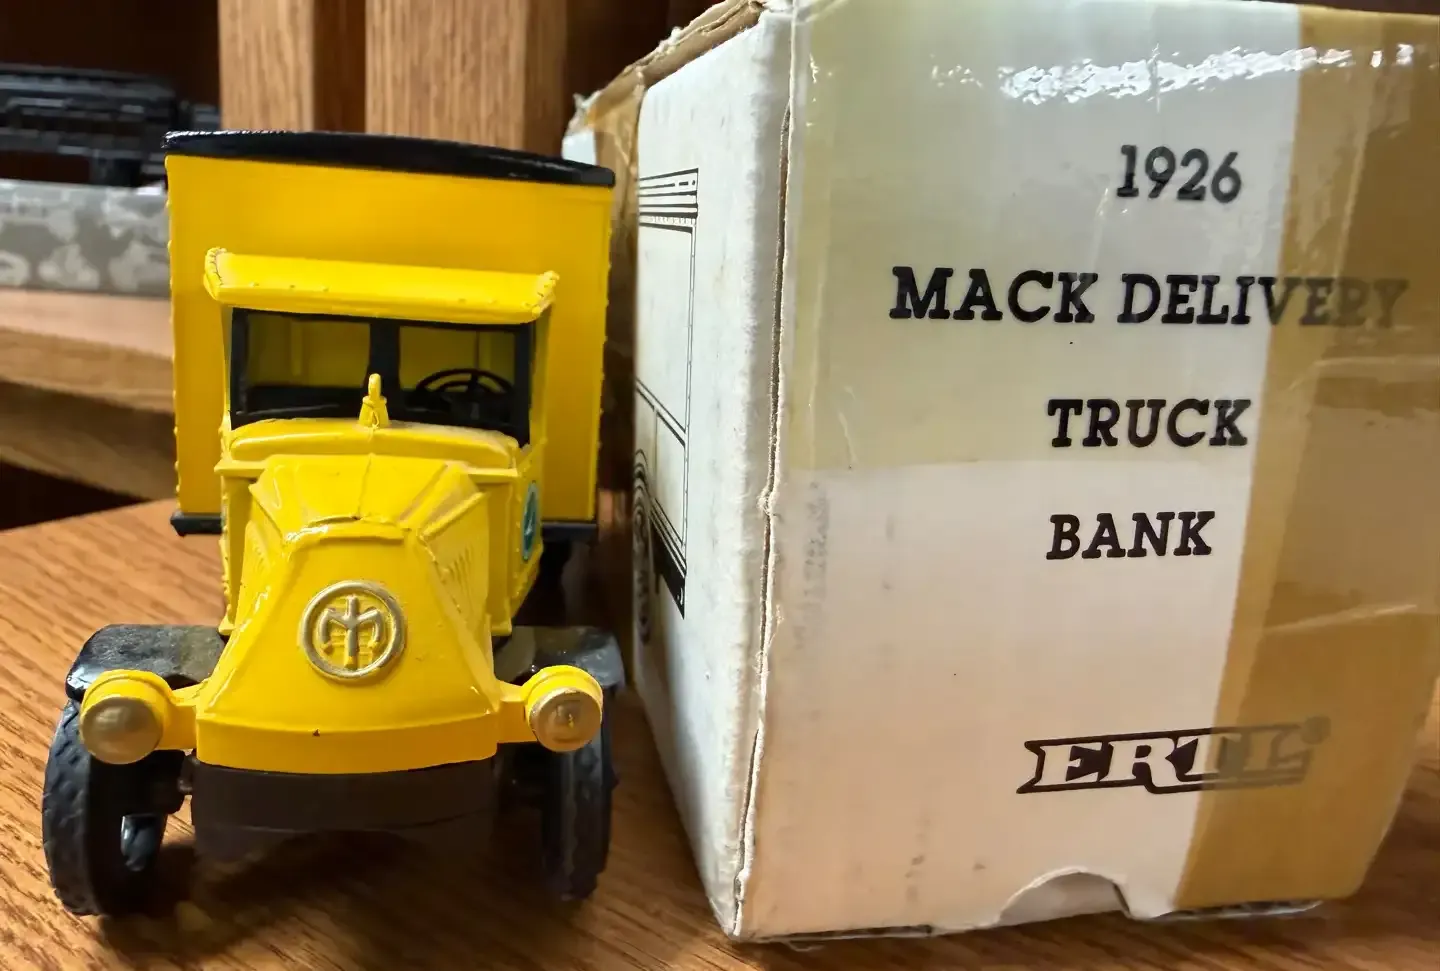 1926
MACK DELIVERY
TRUCK
BANK
ERTL
M